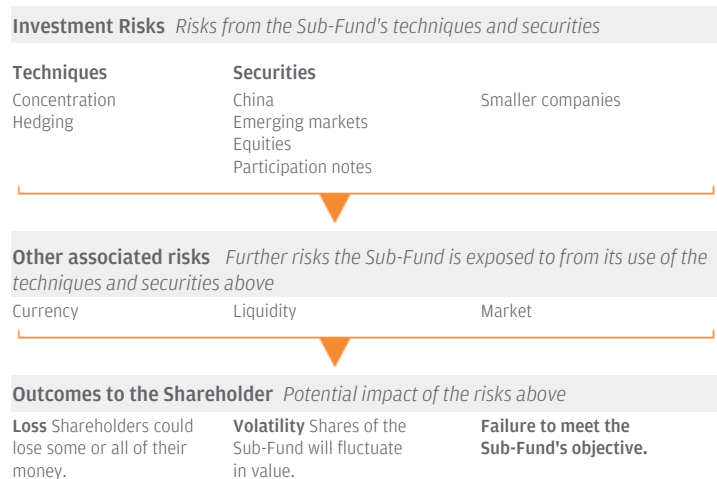 Investment Risks Risks from the Sub-Fund's techniques and securities
Techniques
Concentration
Hedging
Securities
China
Emerging markets
Equities
Participation notes
Smaller companies
Other associated risks Further risks the Sub-Fund is exposed to from its use of the
techniques and securities above
Currency
Liquidity
Market
Outcomes to the Shareholder Potential impact of the risks above
Loss Shareholders could
lose some or all of their
money.
Volatility Shares of the
Sub-Fund will fluctuate
in value.
Failure to meet the
Sub-Fund's objective.